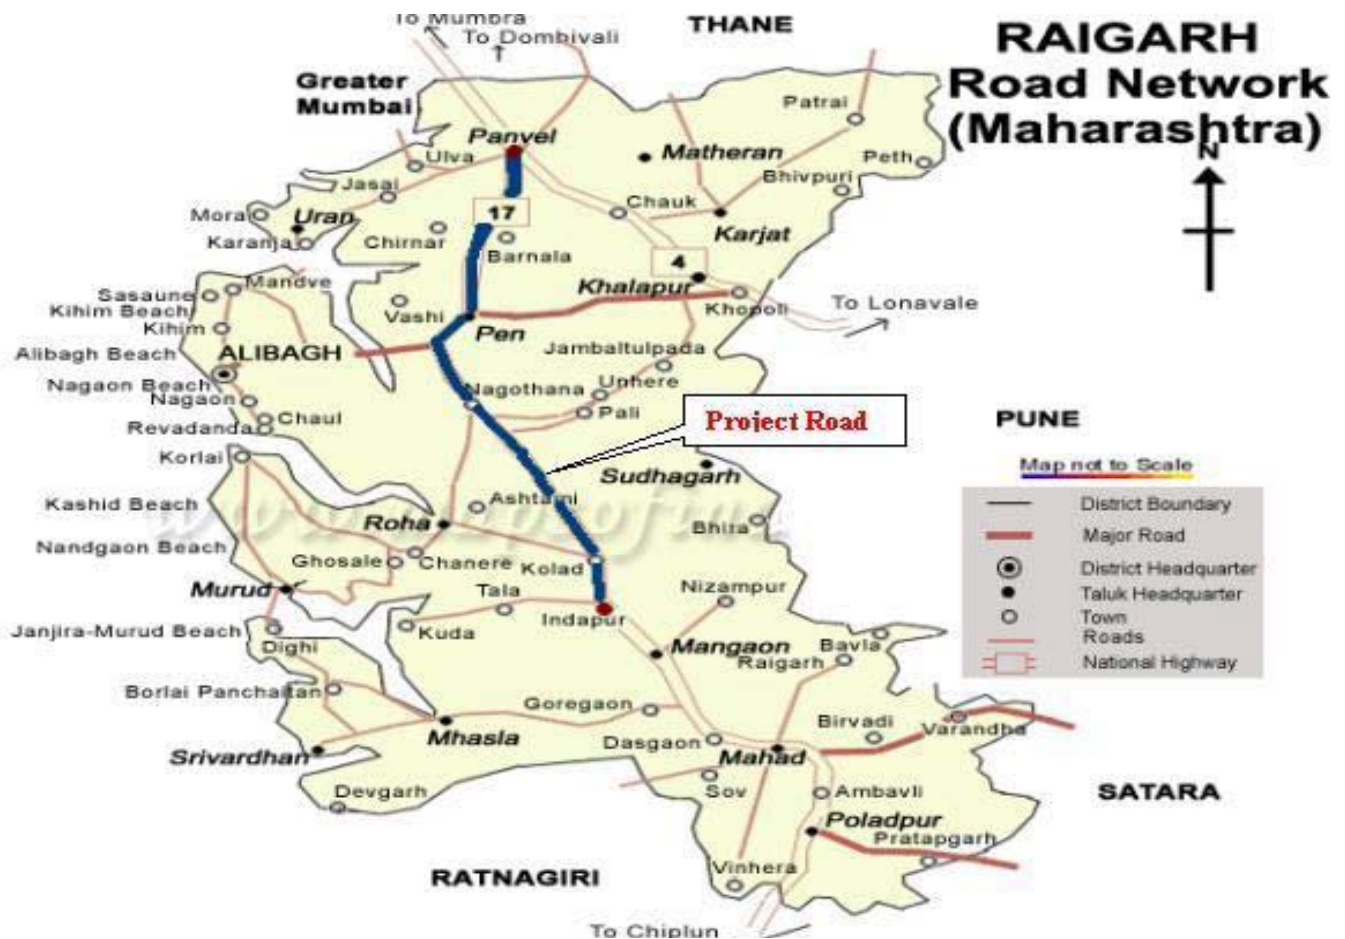 To Mumbra
To Dombivali
THANE
RAIGARH
Road Network
(Maharashtra)
N
Greater
Mumbai
Panvel
Patrai
Matheran
Peth
Ulva
Bhivpuri
Jasai
Chauk
Mora
Uran
17
Karjat
Karanja
Chirnar
Barnala
4
Khalapur
Mandve
Sasaune
Kihim Beach
Khopoli
To Lonavale
Kihim
Vashi
Pen
Alibagh Beach
ALIBAGH
Jambaltulpada
Nagaon Beach
Nagothana
Unhere
Nagaon
Pali
Chaul
Revadanda
Project Road
PUNE
Korlai
Sudhagarh
Map not to Scale
Kashid Beach
Ashtami
District Boundary
Roha
Bhira
Major Road
Nandgaon Beach
Ghosale
Chanere
Kolad
District Headquarter
Murud
Tala
Nizampur
Taluk Headquarter
Indapur
Town
Janjira-Murud Beach
Kuda
Roads
Dighi
Mangaon
Bavla
Raigarh
National Highway
Borlai Panchaitan
Goregaon
Birvadi
Varandha
Mhasla
Dasgaon
Mahad
Srivardhan
Devgarh
Sov
Ambavli
SATARA
Poladpur
Pratapgarh
Vinhera
RATNAGIRI
To Chiplun